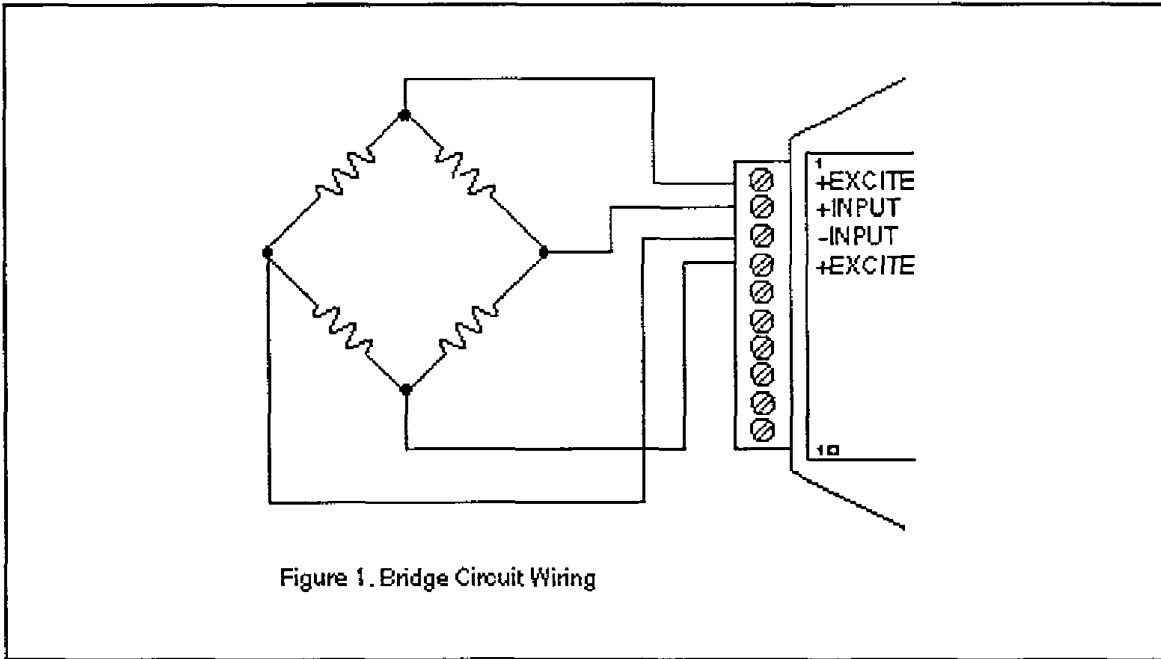 1
+EXCITE
+INPUT
-INPUT
+EXCITE
10
Figure 1. Bridge Circuit Wiring